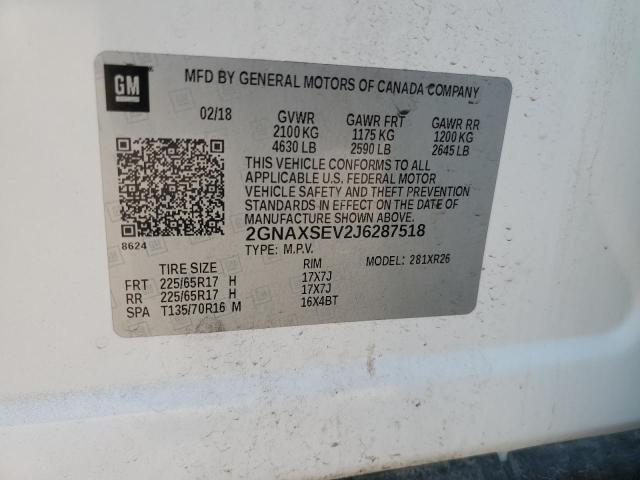 GM
MFD BY GENERAL MOTORS OF CANADA COMPANY
02/18 GVWR GAWR FRT GAWR RR
2100 KG 1175 KG 1200 KG
4630 LB 2590 LB 2645 LB
THIS VEHICLE CONFORMS TO ALL
APPLICABLE U.S. FEDERAL MOTOR
VEHICLE SAFETY AND THEFT PREVENTION
STANDARDS IN EFFECT ON THE DATE OF
MANUFACTURE SHOWN ABOVE.
8624 2GNAXSEV2J6287518
TYPE: M.P.V. MODEL: 281XR26
TIRE SIZE RIM
FRT 225/65R17 H 17X7J
RR 225/65R17 H 17X7J
SPA T135/70R16 M 16X4BT